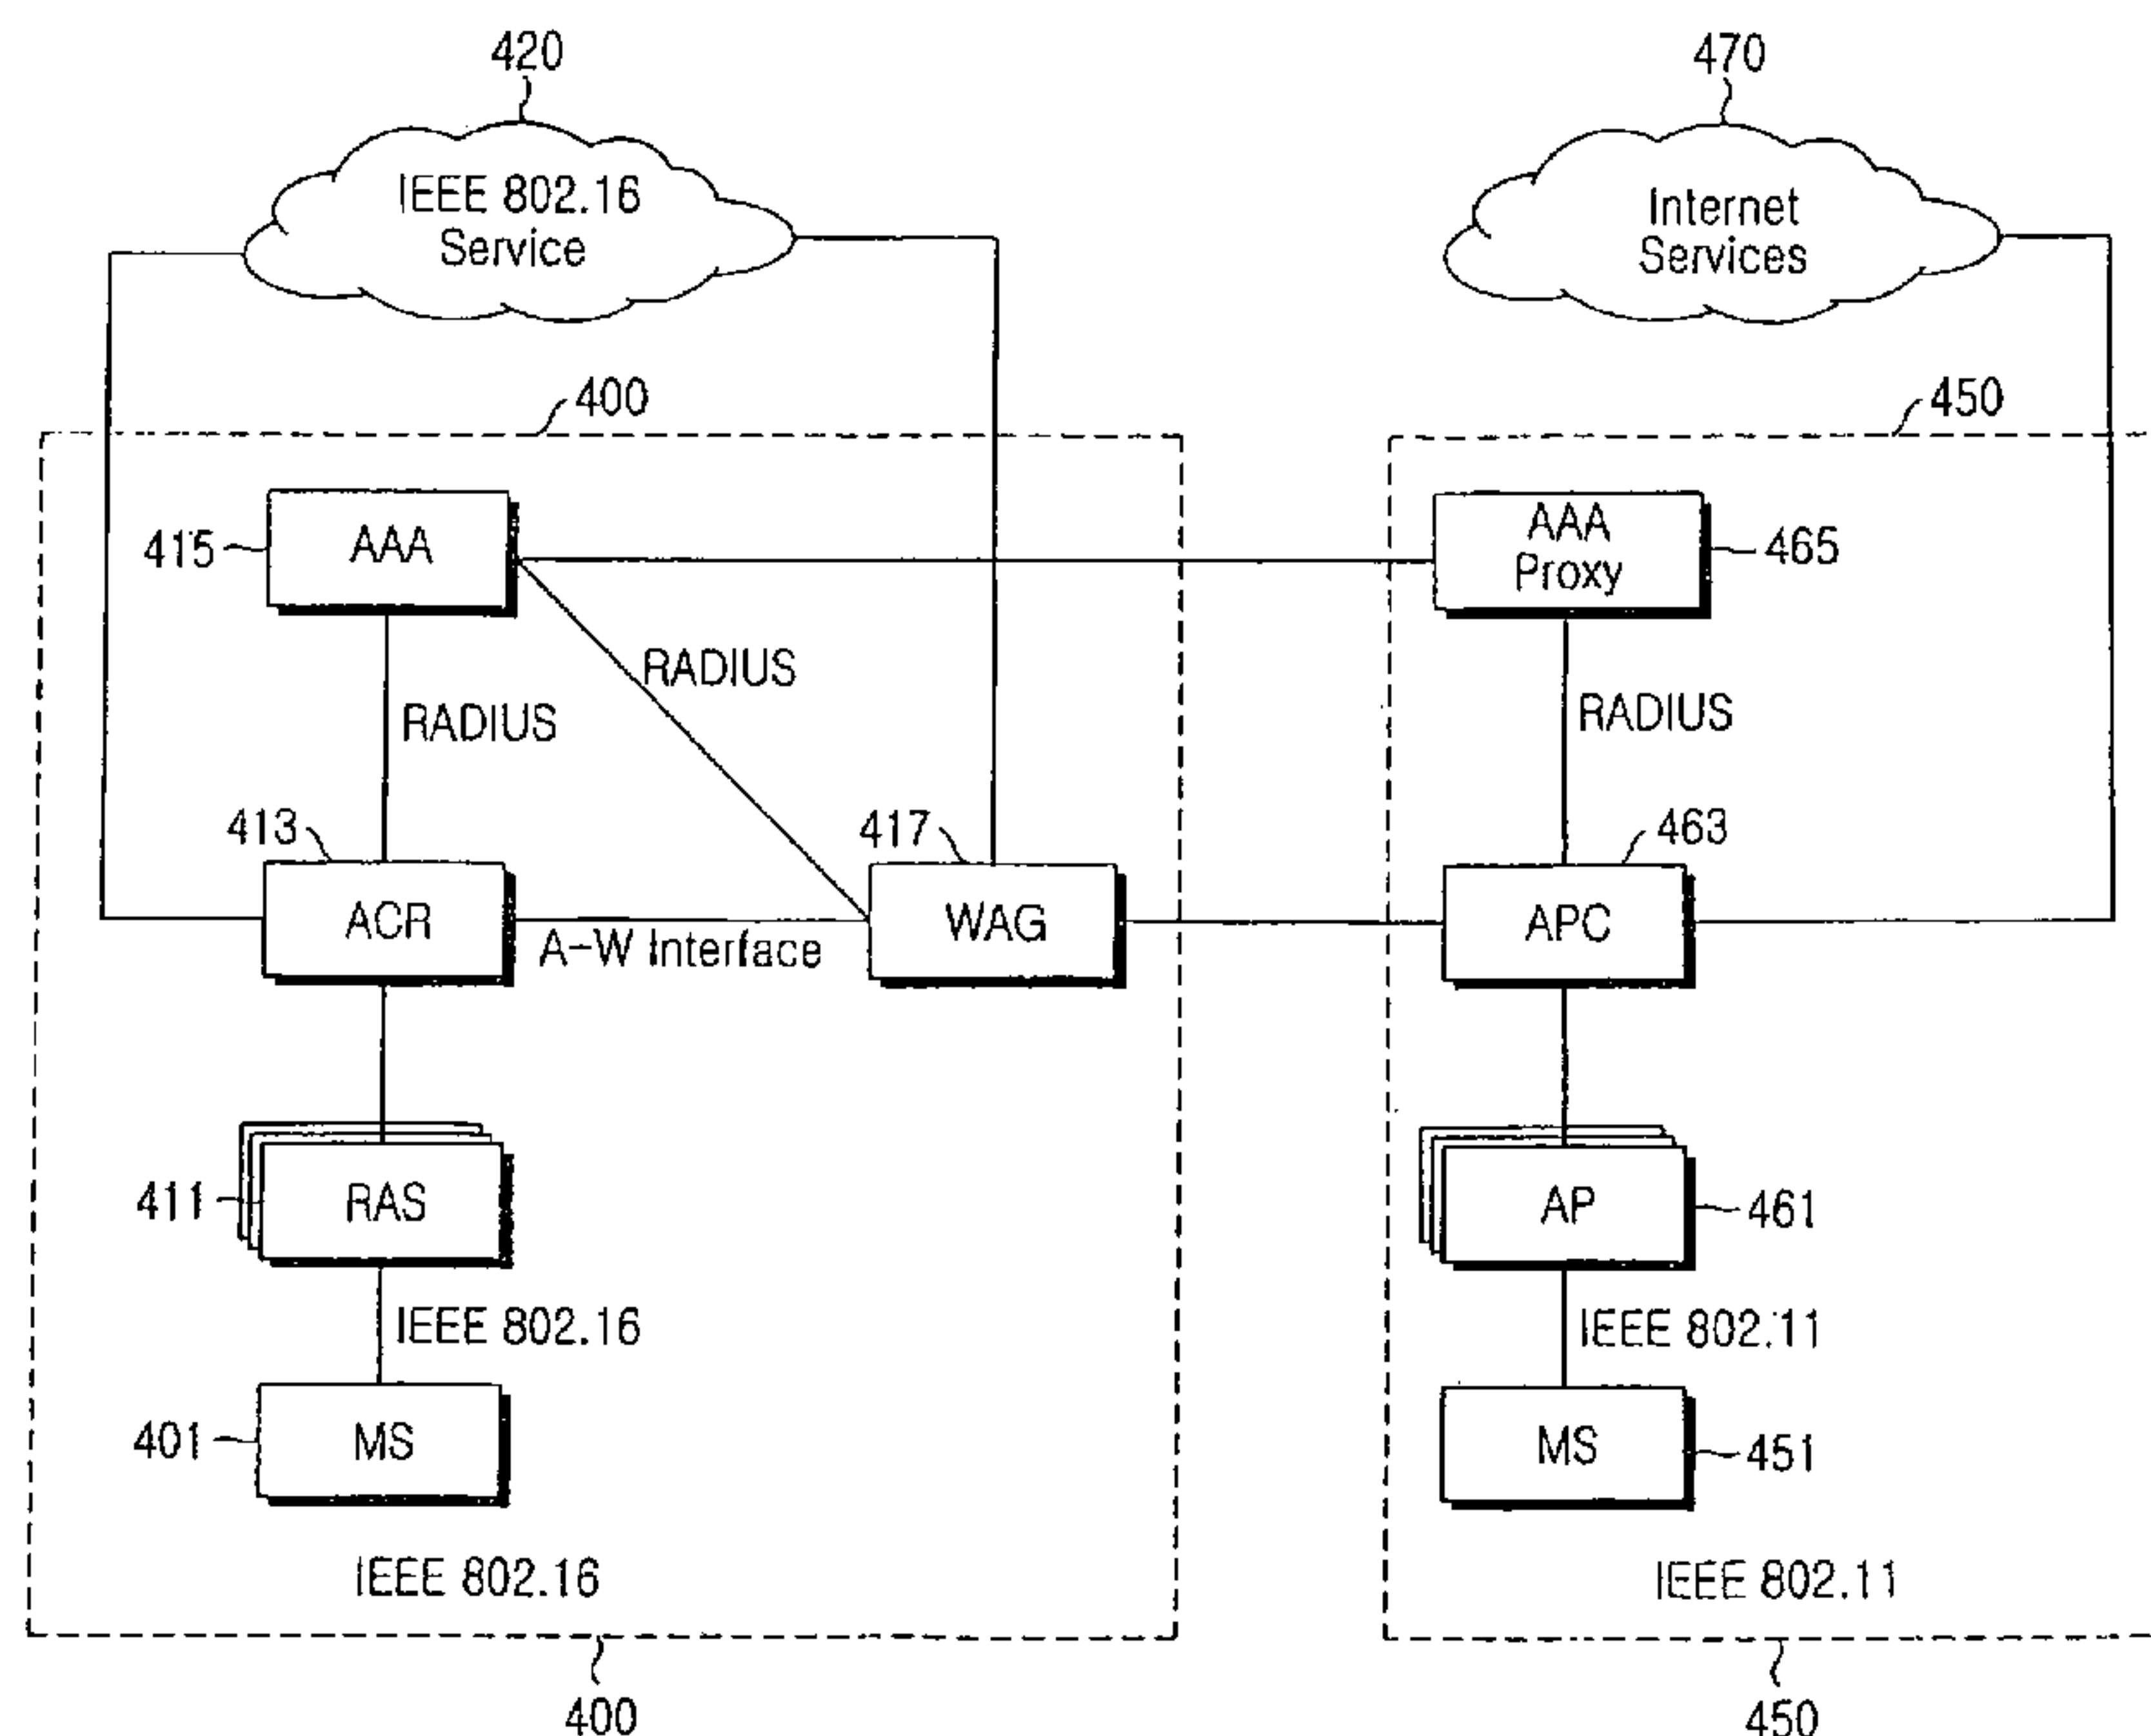 420
470
IEEE 802.16
Service
Internet
Services
400
450
415
AAA
AAA
Proxy
465
RADIUS
RADIUS
RADIUS
413
417
463
ACR
A-W Interface
WAG
APC
411
RAS
AP
461
IEEE 802.16
IEEE 802.11
401
MS
MS
451
IEEE 802.16
IEEE 802.11
400
450